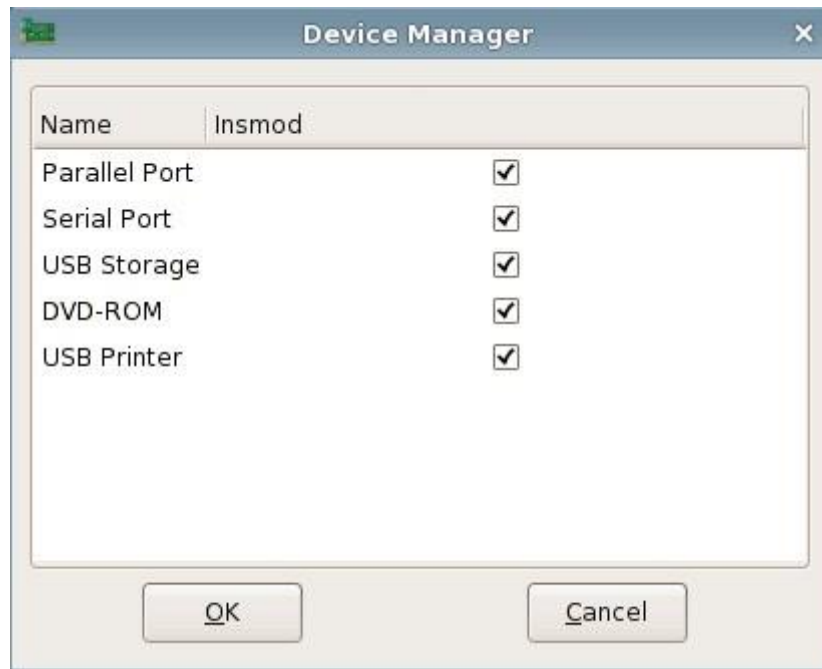 Device Manager
Name Insmod
Parallel Port
Serial Port
USB Storage
DVD-ROM
USB Printer
OK Cancel